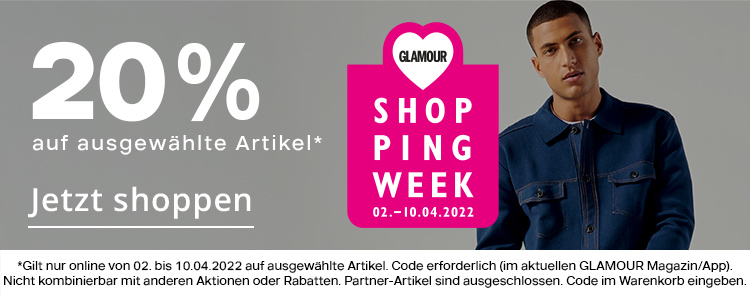 20%
auf ausgewählte Artikel*
Jetzt shoppen
GLAMOUR
SHOP
PING
WEEK
02.–10.04.2022
*Gilt nur online von 02. bis 10.04.2022 auf ausgewählte Artikel. Code erforderlich (im aktuellen GLAMOUR Magazin/App).
Nicht kombinierbar mit anderen Aktionen oder Rabatten. Partner-Artikel sind ausgeschlossen. Code im Warenkorb eingeben.